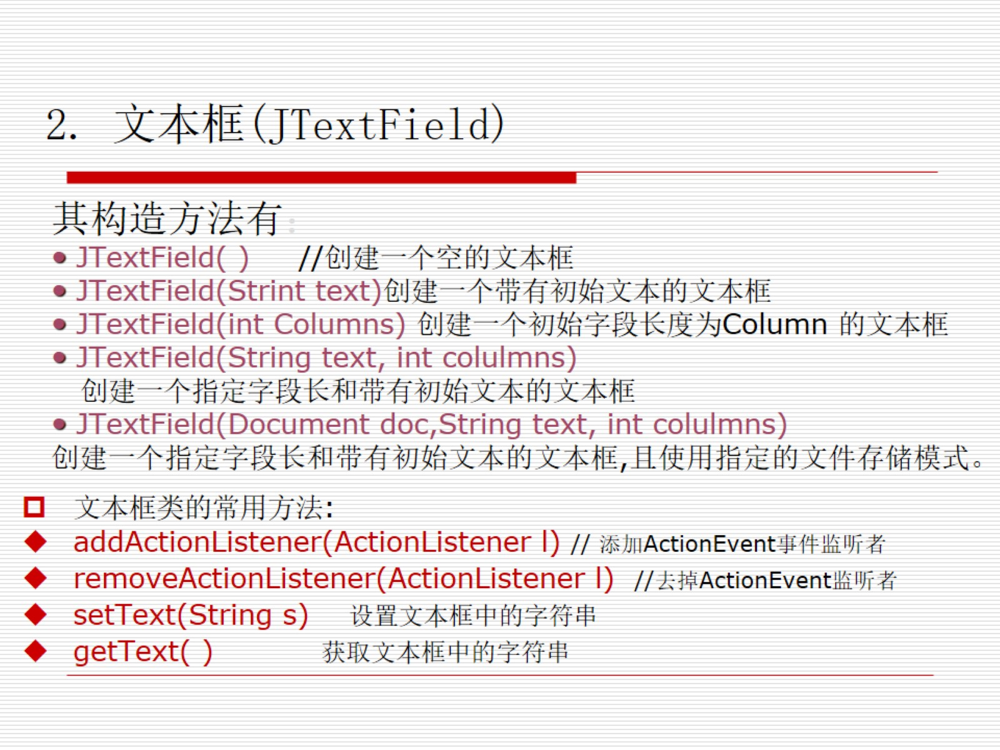 2. 文本框(JTextField)
其构造方法有：
JTextField( ) //创建一个空的文本框
JTextField(Strint text)创建一个带有初始文本的文本框
JTextField(int Columns) 创建一个初始字段长度为Column 的文本框
JTextField(String text, int colulmns)
创建一个指定字段长和带有初始文本的文本框
JTextField(Document doc,String text, int colulmns)
创建一个指定字段长和带有初始文本的文本框,且使用指定的文件存储模式。
文本框类的常用方法:
addActionListener(ActionListener l) // 添加ActionEvent事件监听者
removeActionListener(ActionListener l) //去掉ActionEvent监听者
setText(String s) 设置文本框中的字符串
getText( ) 获取文本框中的字符串